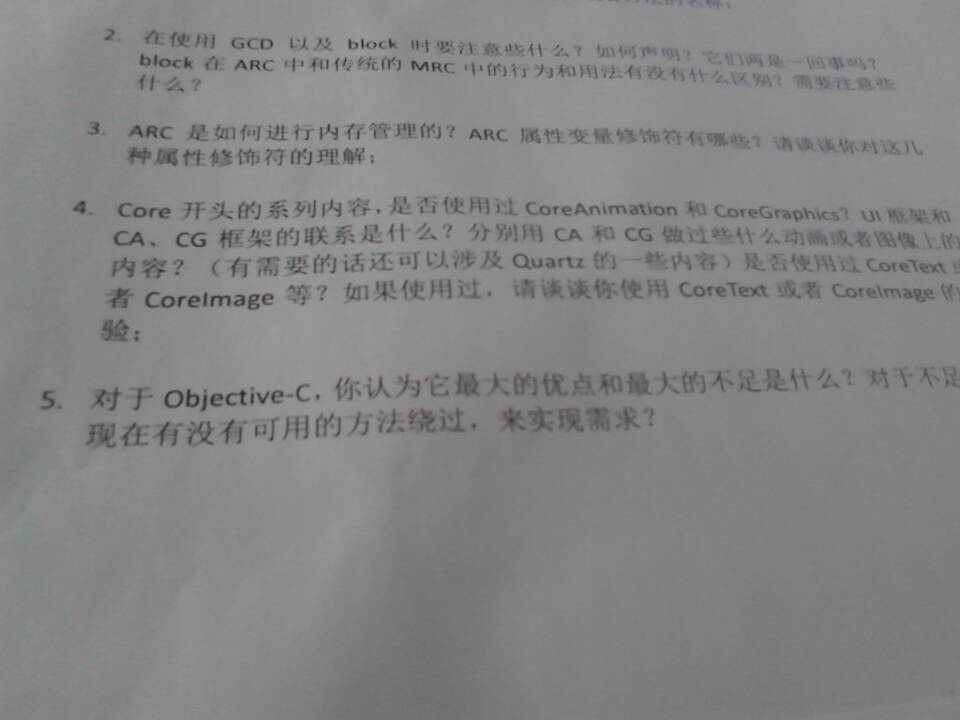 方法的名称；
2. 在使用 GCD 以及 block 时要注意些什么？如何声明？它们两是一回事吗？
block 在 ARC 中和传统的 MRC 中的行为和用法有没有什么区别？需要注意些
什么？
3. ARC 是如何进行内存管理的？ARC 属性变量修饰符有哪些？请谈谈你对这几
种属性修饰符的理解；
4. Core 开头的系列内容，是否使用过 CoreAnimation 和 CoreGraphics？UI 框架和
CA、CG 框架的联系是什么？分别用 CA 和 CG 做过些什么动画或者图像上的
内容？（有需要的话还可以涉及 Quartz 的一些内容）是否使用过 CoreText
者 CoreImage 等？如果使用过，请谈谈你使用 CoreText 或者 CoreImage 的
验；
5. 对于 Objective-C，你认为它最大的优点和最大的不足是什么？对于不足
现在有没有可用的方法绕过，来实现需求？